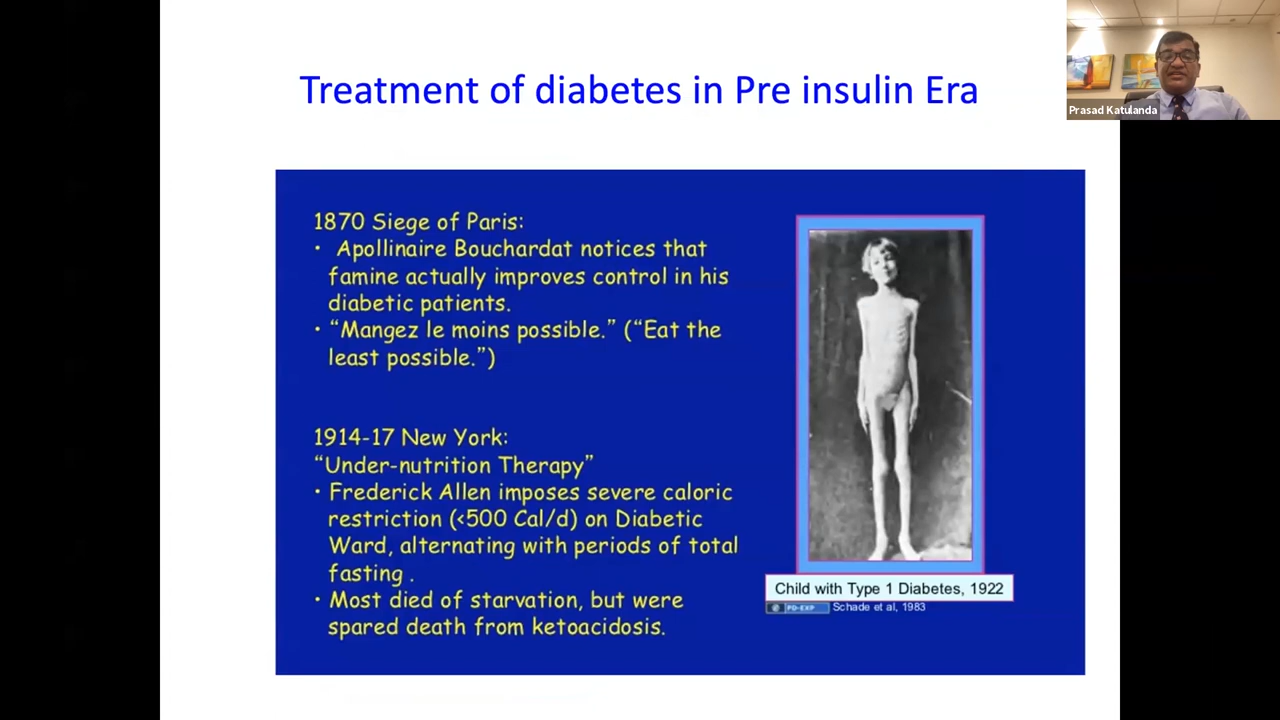 Treatment of diabetes in Pre insulin Era
Prasad Katulanda
1870 Siege of Paris:
• Apollinaire Bouchardat notices that
famine actually improves control in his
diabetic patients.
• “Mangez le moins possible.” (“Eat the
least possible.”)
1914-17 New York:
“Under-nutrition Therapy”
• Frederick Allen imposes severe caloric
restriction (<500 Cal/d) on Diabetic
Ward, alternating with periods of total
fasting .
• Most died of starvation, but were
spared death from ketoacidosis.
Child with Type 1 Diabetes, 1922
PD-EXP Schade et al, 1983